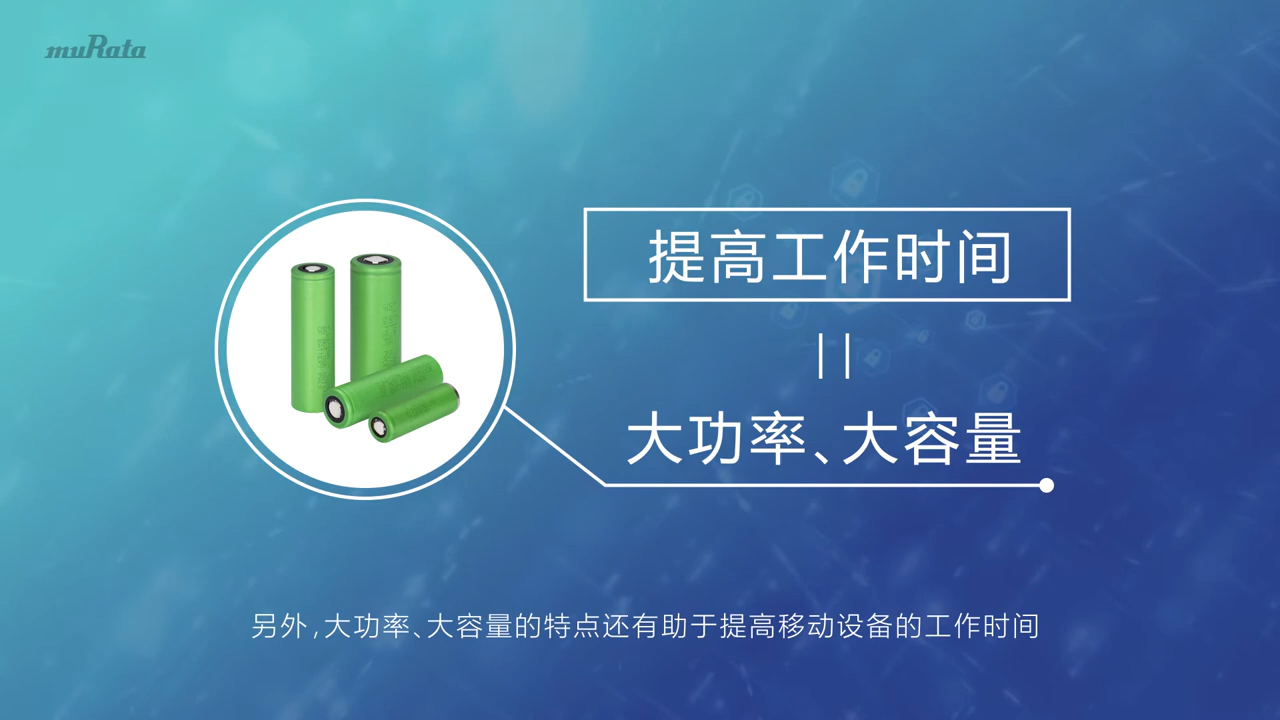 muRata
提高工作时间
大功率、大容量
另外,大功率、大容量的特点还有助于提高移动设备的工作时间